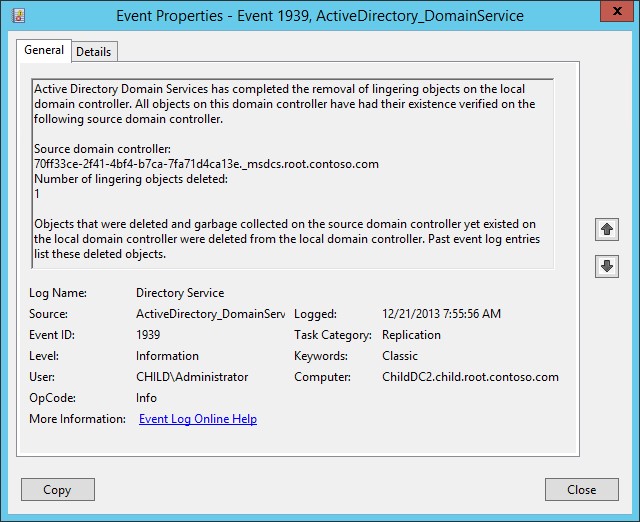 Event Properties - Event 1939, ActiveDirectory_DomainService
x
General Details
Active Directory Domain Services has completed the removal of lingering objects on the local
domain controller. All objects on this domain controller have had their existence verified on the
following source domain controller.
Source domain controller:
70ff33ce-2f41-4bf4-b7ca-7fa71d4ca13e._msdcs.root.contoso.com
Number of lingering objects deleted:
1
Objects that were deleted and garbage collected on the source domain controller yet existed on
the local domain controller were deleted from the local domain controller. Past event log entries
list these deleted objects.
Log Name: Directory Service
Source: ActiveDirectory_DomainServ Logged: 12/21/2013 7:55:56 AM
Event ID: 1939 Task Category: Replication
Level: Information Keywords: Classic
User: CHILD\Administrator Computer: ChildDC2.child.root.contoso.com
OpCode: Info
More Information: Event Log Online Help
Copy Close